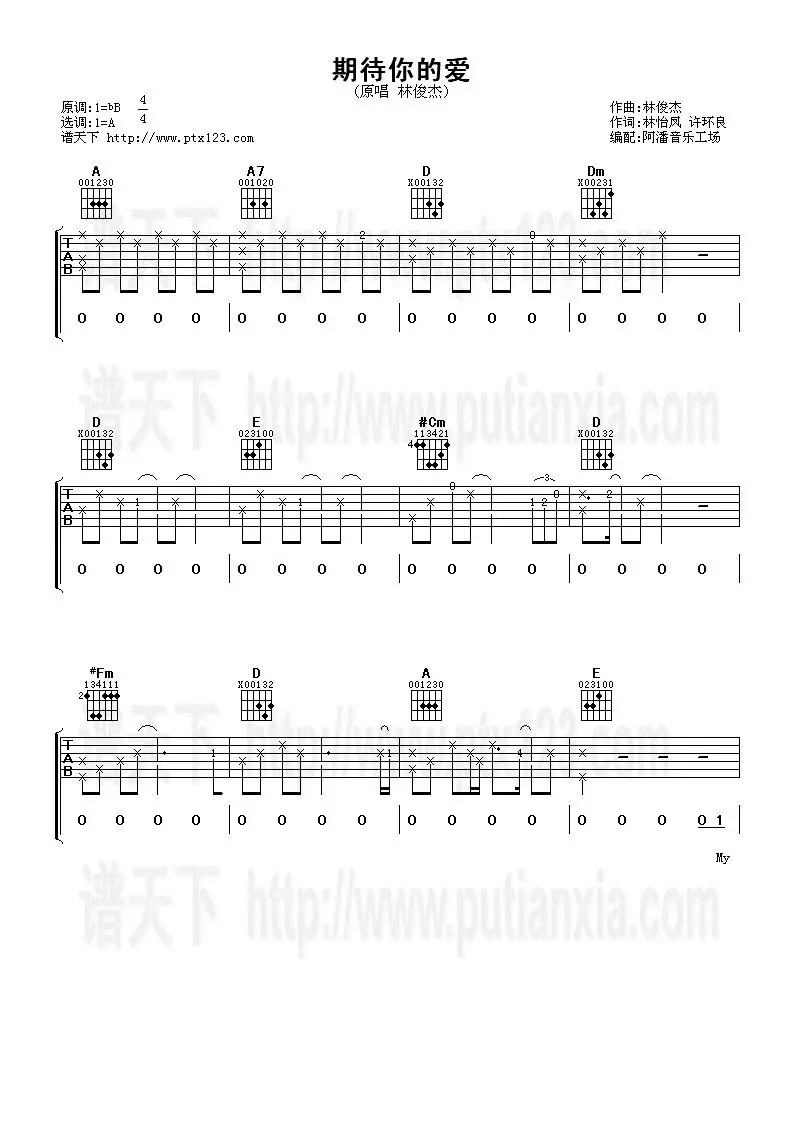 期待你的爱
(原唱 林俊杰)
原调:1=bB 4/4
作曲:林俊杰
选调:1=A
作词:林怡凤 许环良
谱天下 http://www.ptx123.com
编配:阿潘音乐工场
A A7 D Dm
001230 001020 X00132 X00231
2 0
T
A
B
0 0 0 0 0 0 0 0 0 0 0 0 0 0 0 0
谱天下 http://www.putianxia.com
D E #Cm D
X00132 023100 113421 X00132
4
3
T
A
B
1 1 0 1 2 0 2
0 0 0 0 0 0 0 0 0 0 0 0 0 0 0 0
#Fm D A E
134111 X00132 001230 023100
2
T
A
B
1 1 4
0 0 0 0 0 0 0 0 0 0 0 0 0 0 0 0 1
My
谱天下 http://www.putianxia.com